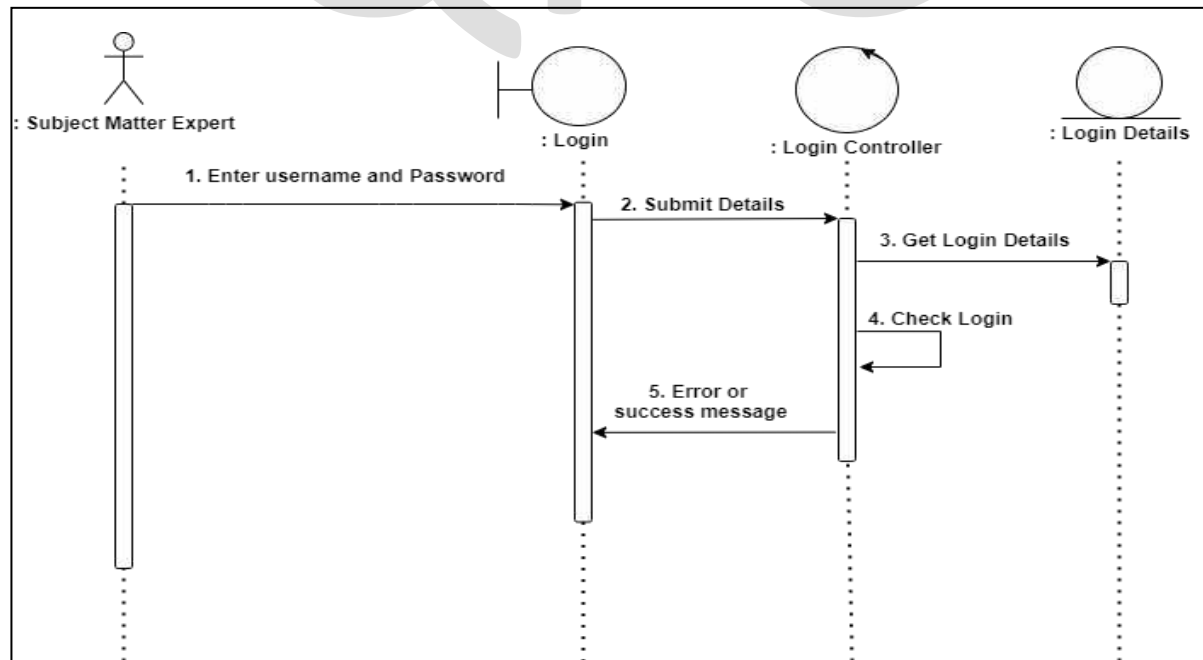 : Subject Matter Expert
: Login
: Login Controller
: Login Details
1. Enter username and Password
2. Submit Details
3. Get Login Details
4. Check Login
5. Error or
success message